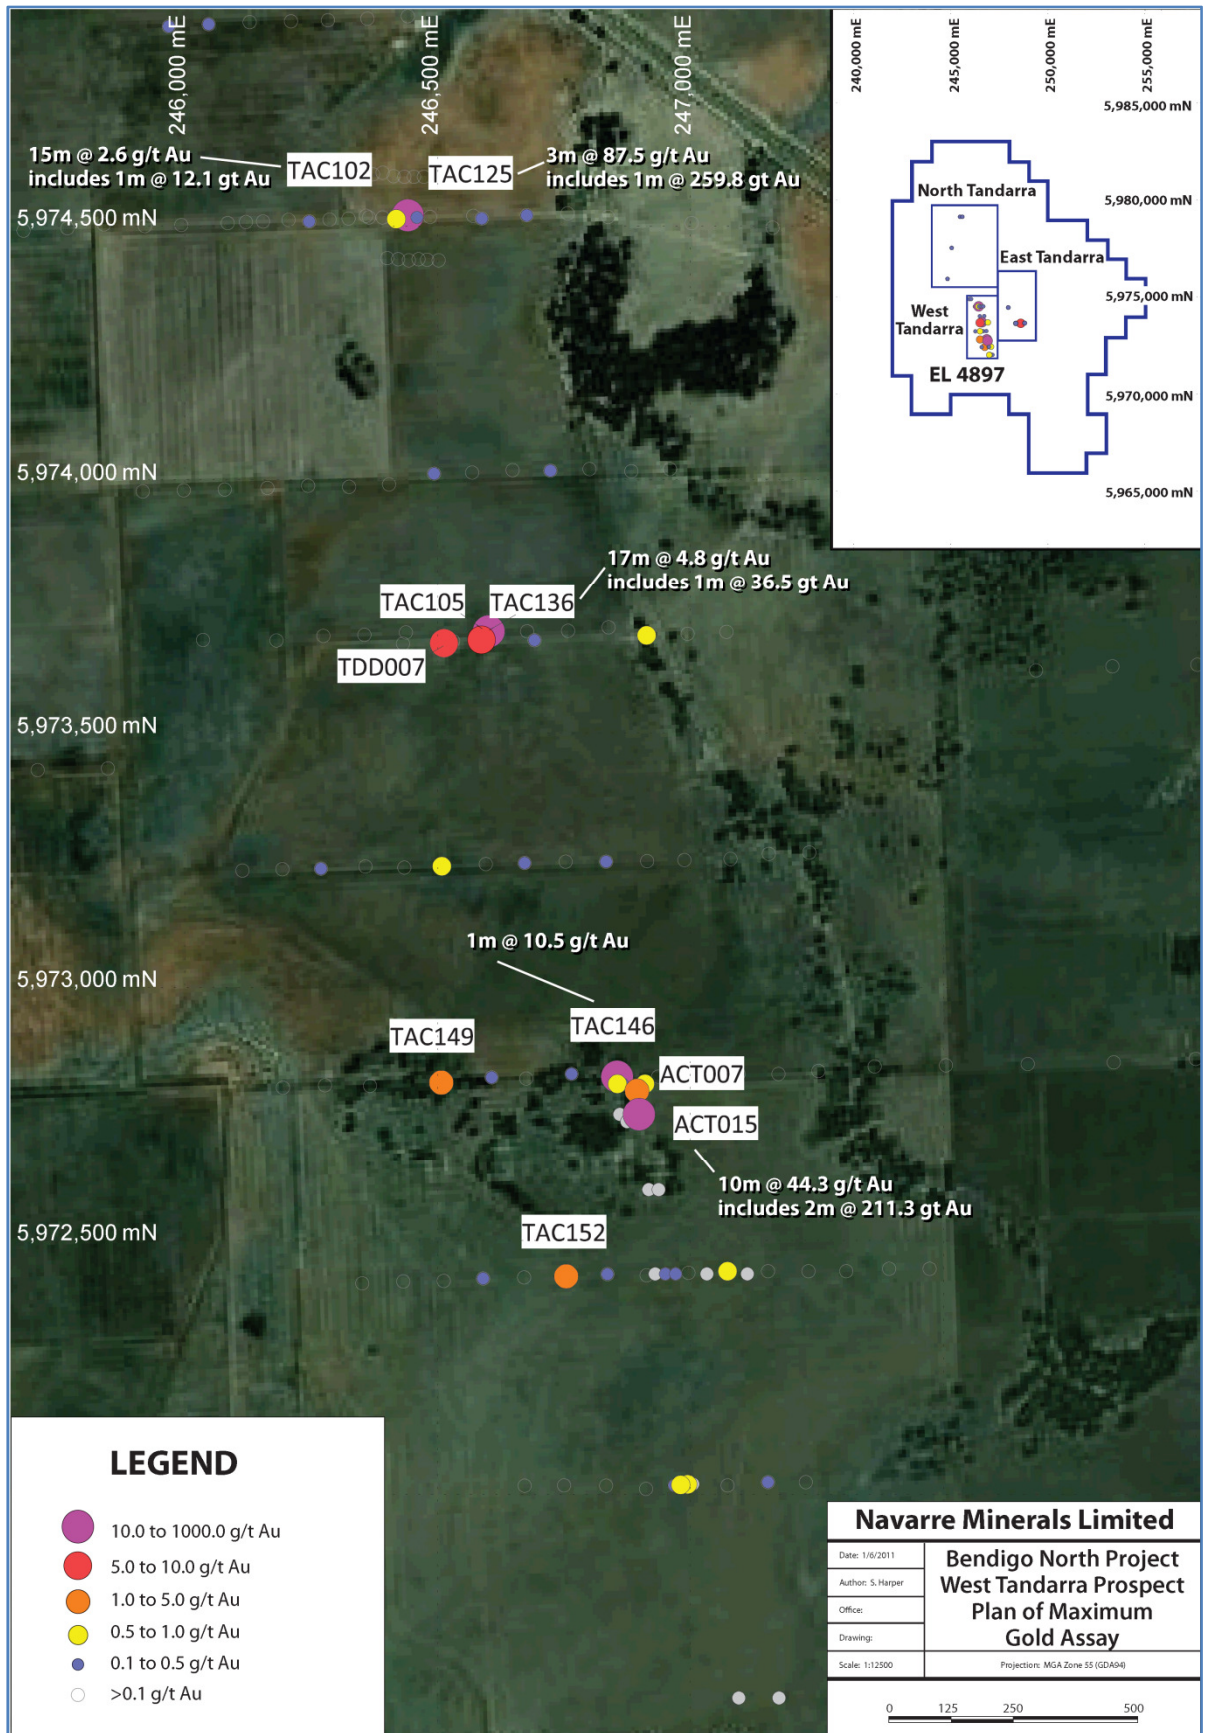 246,000 mE
246,500 mE
247,000 mE
15m @ 2.6 g/t Au
includes 1m @ 12.1 gt Au
TAC102
TAC125
3m @ 87.5 g/t Au
includes 1m @ 259.8 gt Au
5,974,500 mN
240,000 mE
245,000 mE
250,000 mE
255,000 mE
5,985,000 mN
North Tandarra
5,980,000 mN
East Tandarra
5,975,000 mN
West
Tandarra
EL 4897
5,970,000 mN
5,965,000 mN
5,974,000 mN
17m @ 4.8 g/t Au
includes 1m @ 36.5 gt Au
TAC105
TAC136
TDD007
5,973,500 mN
1m @ 10.5 g/t Au
5,973,000 mN
TAC146
TAC149
ACT007
ACT015
10m @ 44.3 g/t Au
includes 2m @ 211.3 gt Au
5,972,500 mN
TAC152
LEGEND
10.0 to 1000.0 g/t Au
5.0 to 10.0 g/t Au
1.0 to 5.0 g/t Au
0.5 to 1.0 g/t Au
0.1 to 0.5 g/t Au
>0.1 g/t Au
Navarre Minerals Limited
Date: 1/6/2011
Author: S. Harper
Office:
Drawing:
Scale: 1:12500
Bendigo North Project
West Tandarra Prospect
Plan of Maximum
Gold Assay
Projection: MGA Zone 55 (GDA94)
0 125 250 500